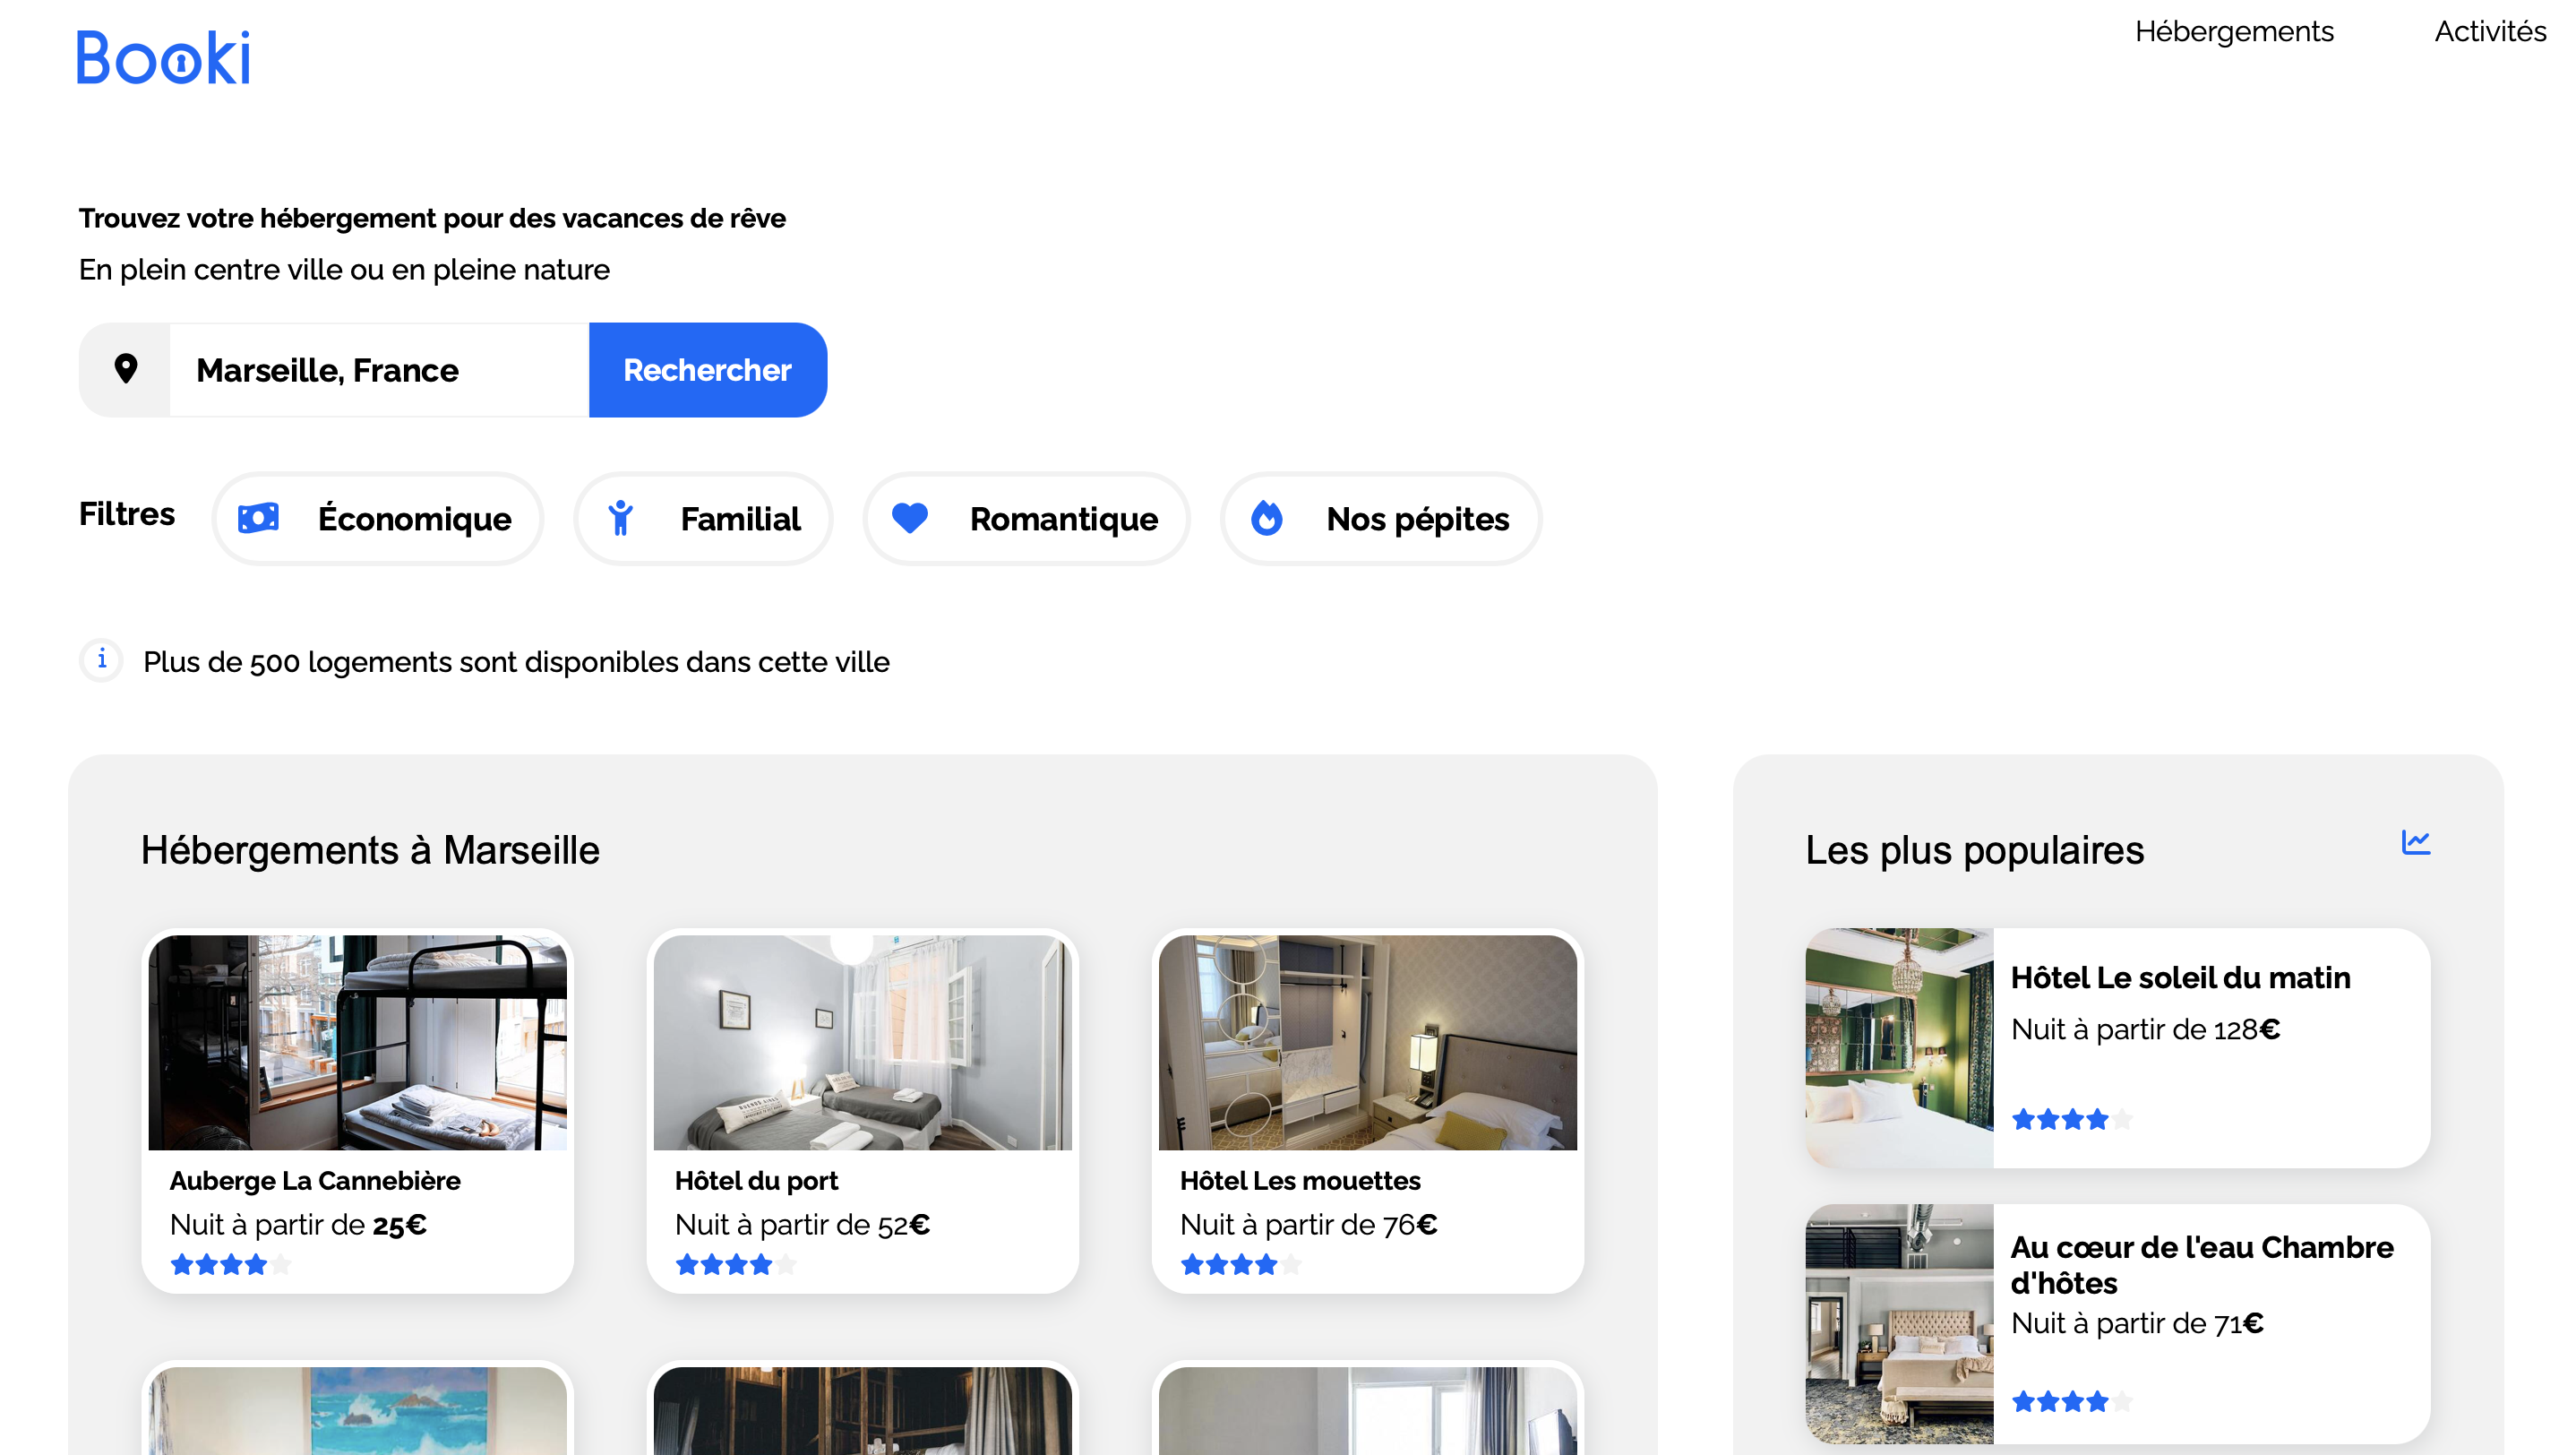 Booki
Hébergements
Activités
Trouvez votre hébergement pour des vacances de rêve
En plein centre ville ou en pleine nature
Marseille, France
Rechercher
Filtres
Économique
Familial
Romantique
Nos pépites
Plus de 500 logements sont disponibles dans cette ville
Hébergements à Marseille
Auberge La Cannebière
Nuit à partir de 25€
Hôtel du port
Nuit à partir de 52€
Hôtel Les mouettes
Nuit à partir de 76€
Les plus populaires
Hôtel Le soleil du matin
Nuit à partir de 128€
Au cœur de l'eau Chambre
d'hôtes
Nuit à partir de 71€